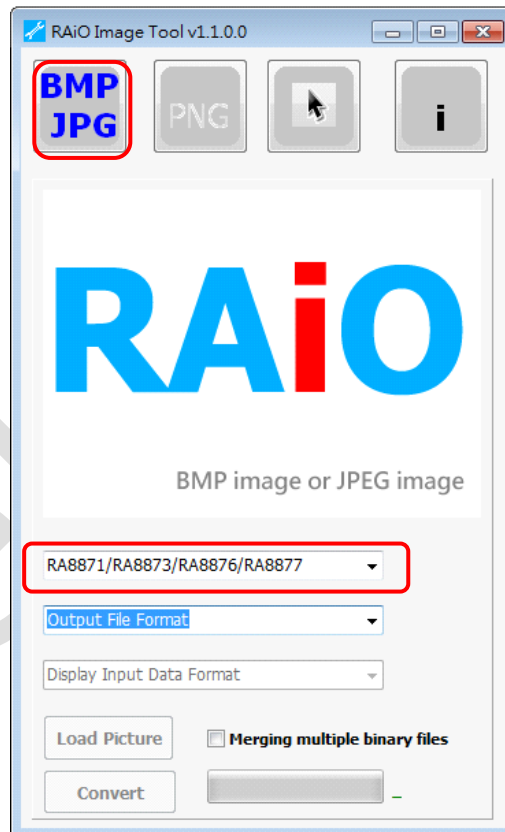 RAiO Image Tool v1.1.0.0
BMP
JPG
PNG
i
RAiO
BMP image or JPEG image
RA8871/RA8873/RA8876/RA8877
Output File Format
Display Input Data Format
Load Picture
Merging multiple binary files
Convert
_